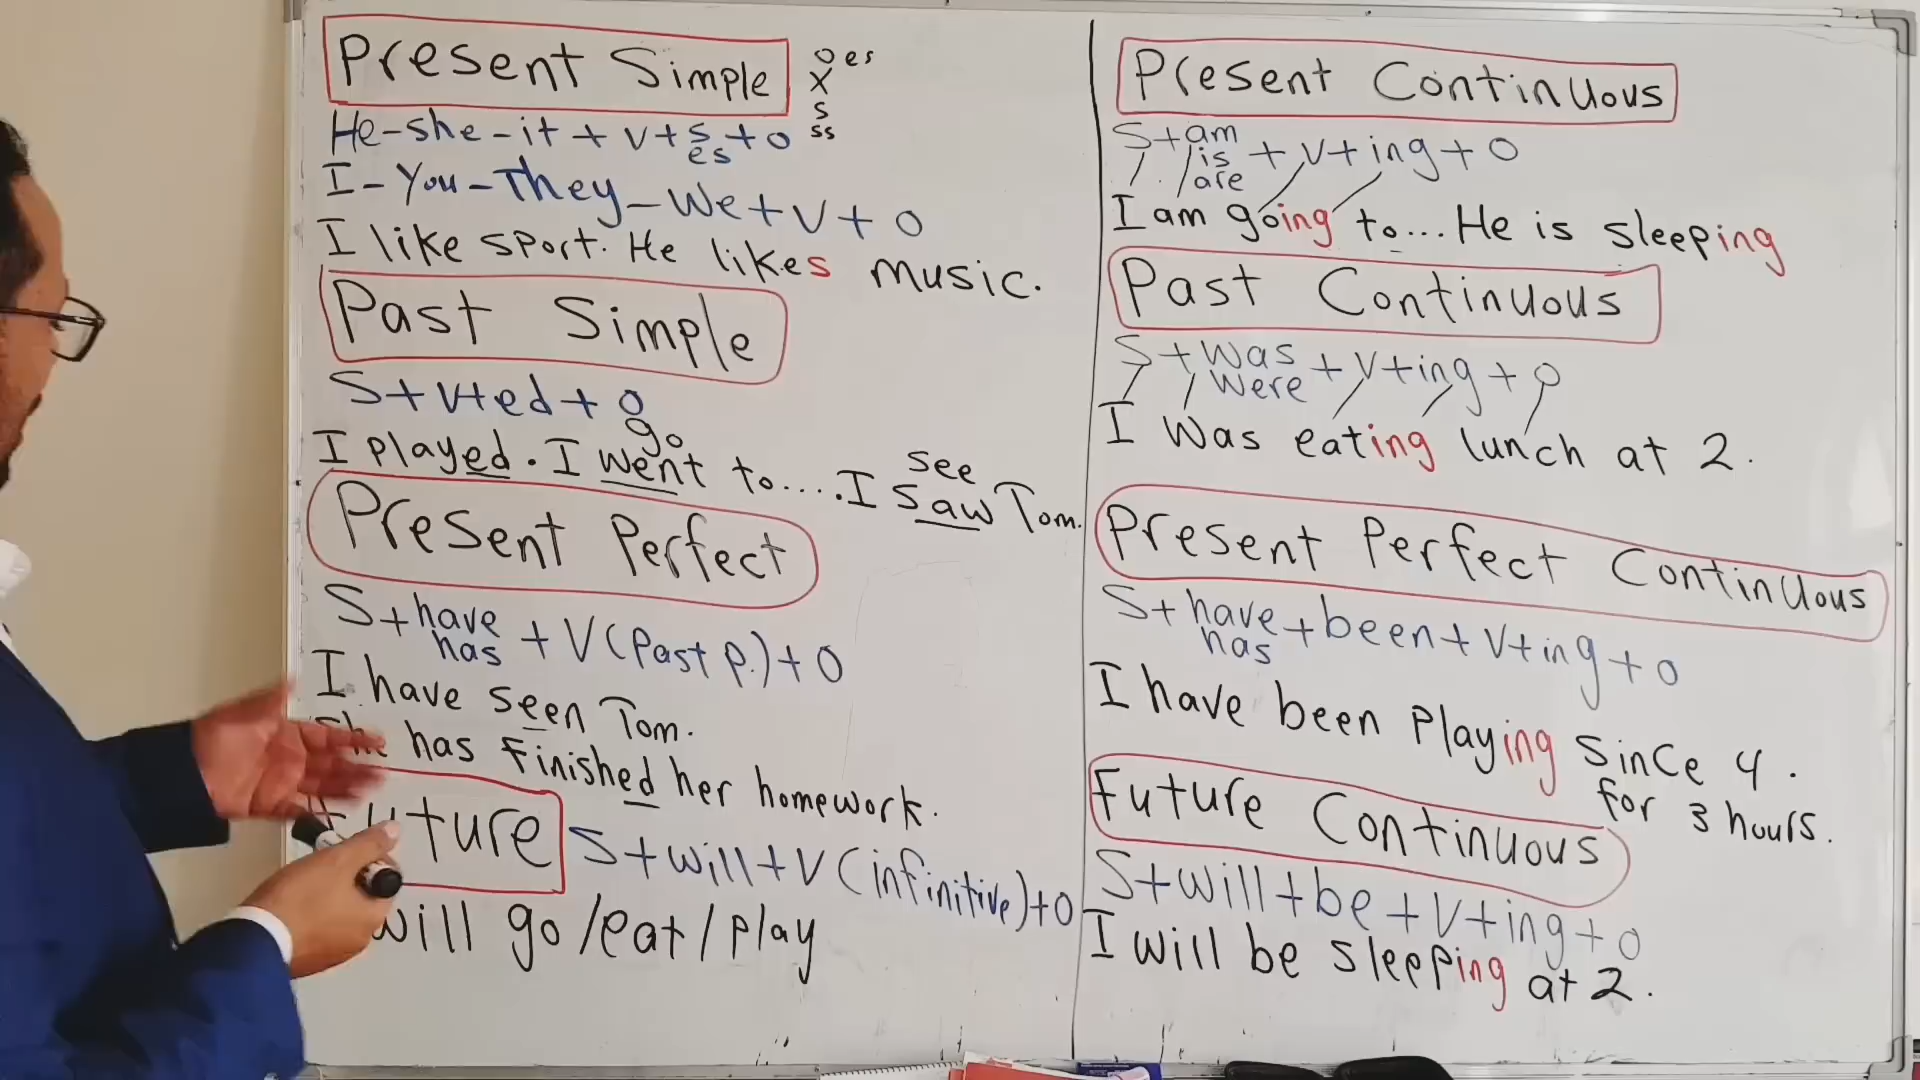 Present Simple
o es
x
s
ss
He-she-it + V+s+o
es
I-You-They-We+V+O
I like sport. He likes music.
Past Simple
S+V+ed+o
go
see
I played. I went to.....I saw Tom.
Present Perfect
S+have+V(Past p.)+O
has
I have seen Tom.
She has finished her homework.
Future S+will+V(infinitive)+O
will go/eat/play
Present Continuous
S+am
is + V+ing+O
are
I am going to... He is sleeping
Past Continuous
S+was+V+ing+O
were
I was eating lunch at 2.
Present Perfect Continuous
S+have+been+V+ing+O
has
I have been playing since 4.
for 3 hours.
Future Continuous
S+will+be+V+ing+O
I will be sleeping at 2.